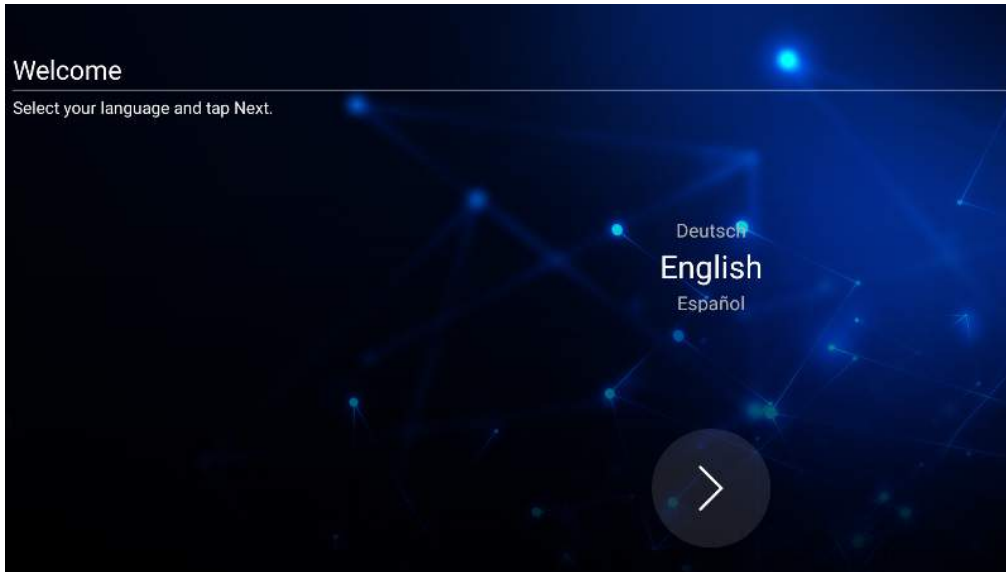 Welcome
Select your language and tap Next.
Deutsch
English
Español